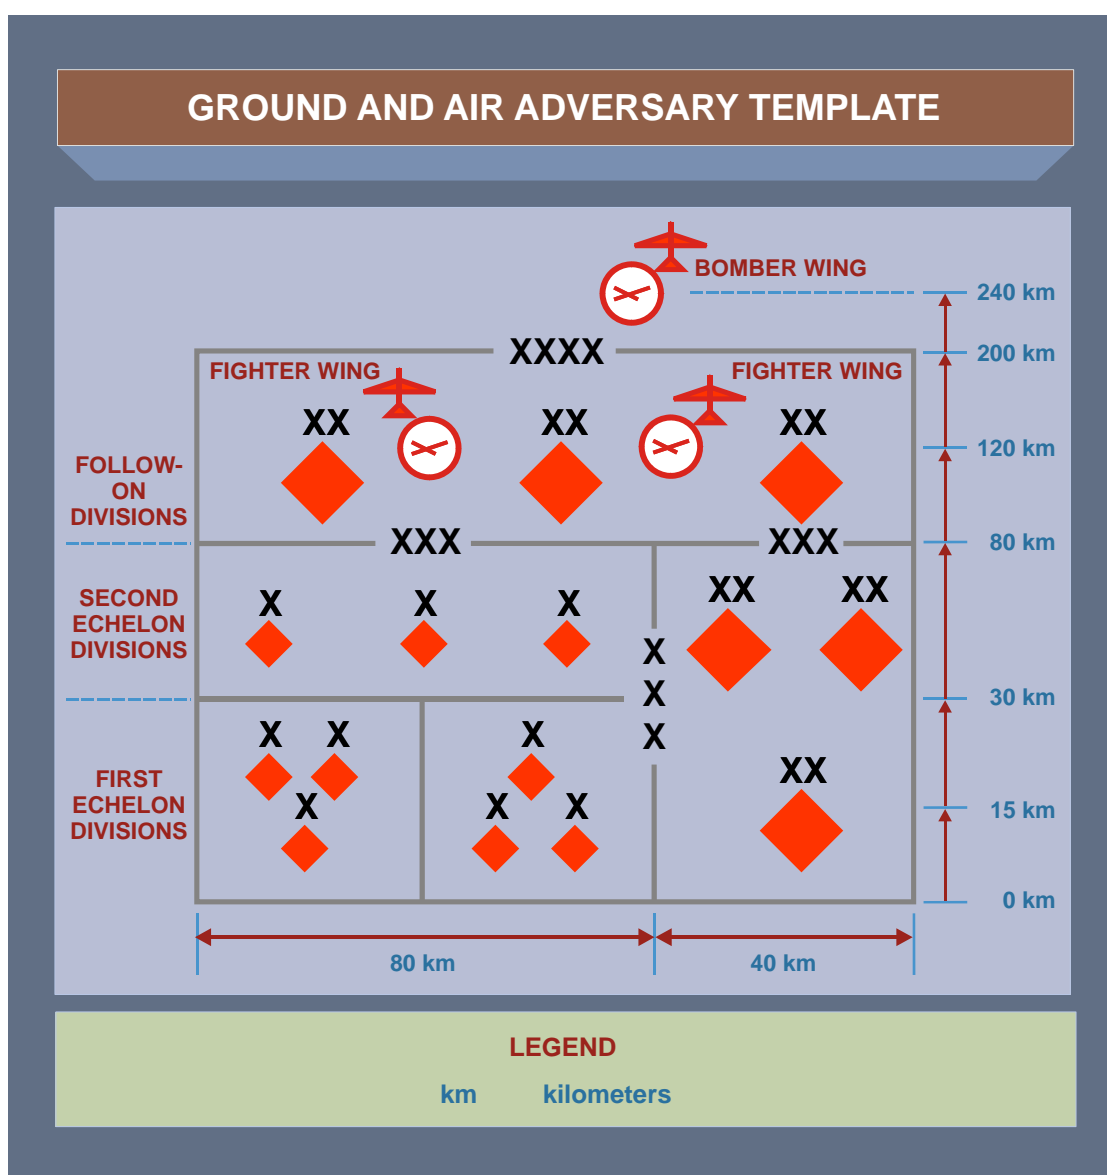 GROUND AND AIR ADVERSARY TEMPLATE
BOMBER WING
240 km
XXXX
200 km
FIGHTER WING
FIGHTER WING
XX
XX
XX
120 km
FOLLOW-
ON
DIVISIONS
XXX
XXX
80 km
SECOND
ECHELON
DIVISIONS
X
X
X
XX
XX
X
X
X
30 km
FIRST
ECHELON
DIVISIONS
X
X
X
X
X
X
XX
15 km
0 km
80 km
40 km
LEGEND
km kilometers